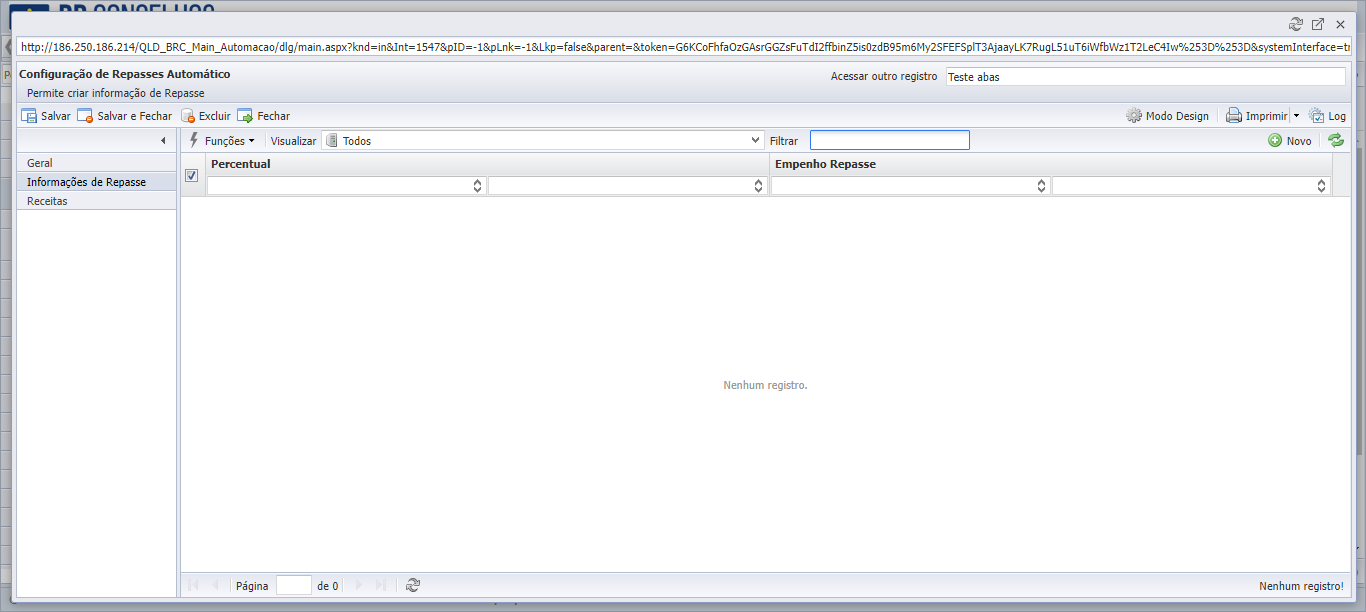 http://186.250.186.214/QLD_BRC_Main_Automacao/dlg/main.aspx?knd=in&Int=1547&pID=-1&pLnk=-1&Lkp=false&parent=&token=G6KCoFhfaOzGAsrGGZsFuTdI2ffbinZ5is0zdB95m6My2SFEFSplT3AjaayLK7RugL51uT6iWfbWz1T2LeC4Iw%253D%253D&systemInterface=tr
Configuração de Repasses Automático
Acessar outro registro Teste abas
Permite criar informação de Repasse
Salvar Salvar e Fechar Excluir Fechar Modo Design Imprimir Log
Funções Visualizar Todos Filtrar Novo
Geral
Informações de Repasse
Receitas
Percentual Empenho Repasse
Nenhum registro.
Página de 0 Nenhum registro!